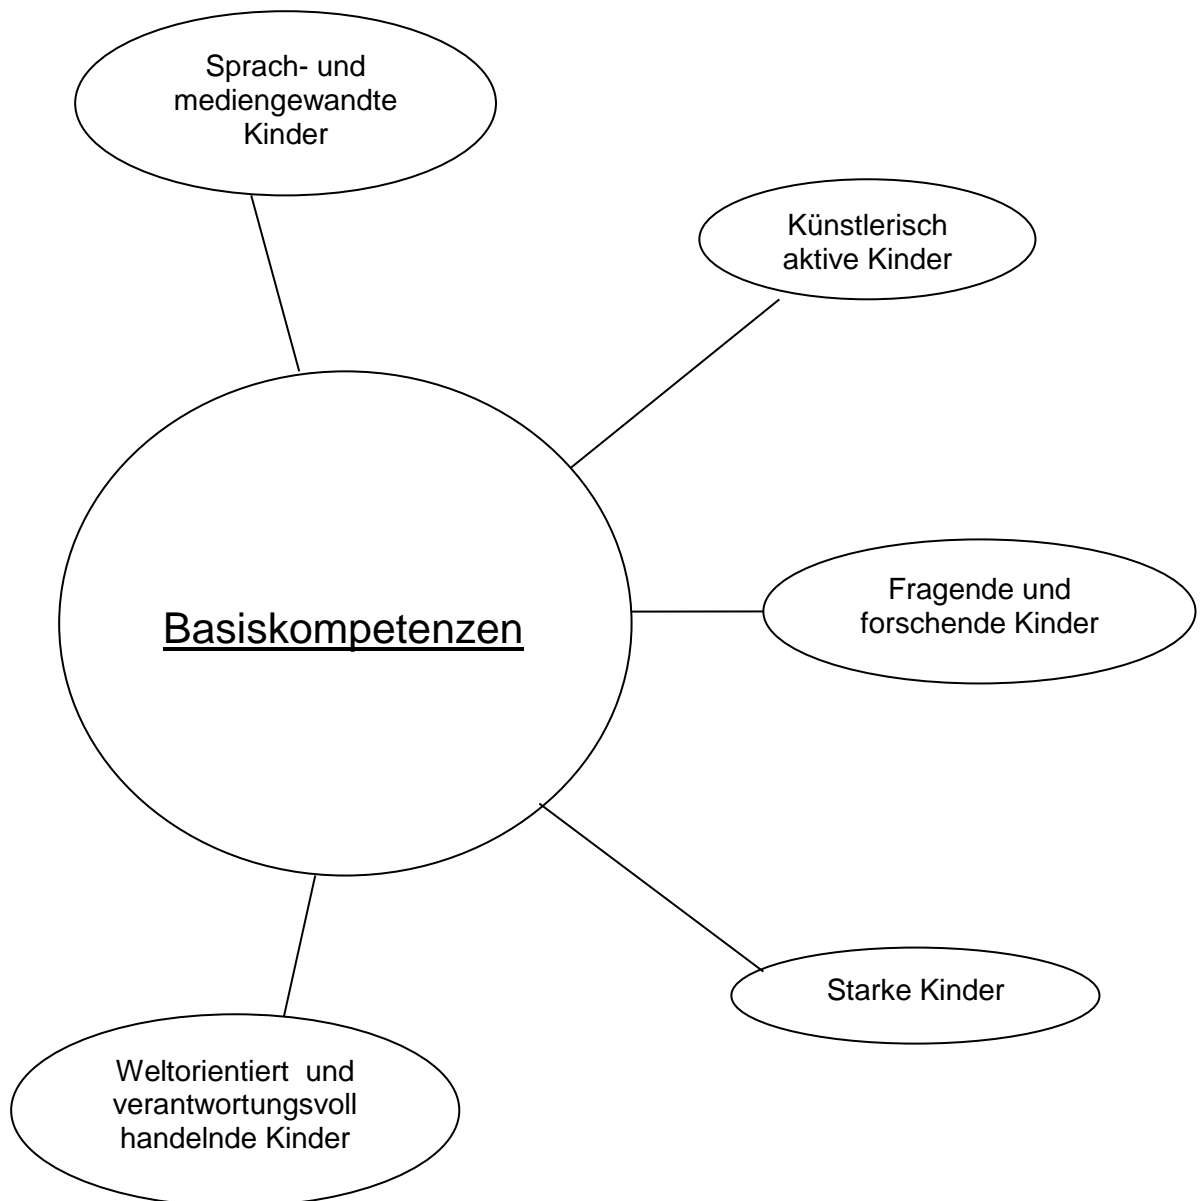 Sprach- und
mediengewandte
Kinder
Künstlerisch
aktive Kinder
Fragende und
forschende Kinder
Basiskompetenzen
Starke Kinder
Weltorientiert  und
verantwortungsvoll
handelnde Kinder